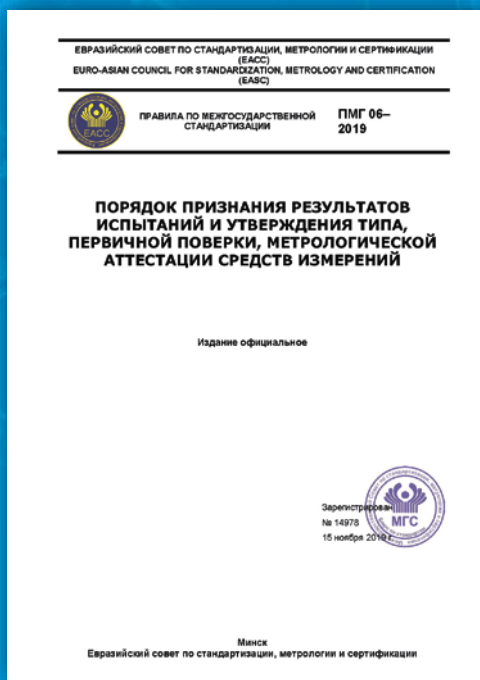 ЕВРАЗИЙСКИЙ СОВЕТ ПО СТАНДАРТИЗАЦИИ, МЕТРОЛОГИИ И СЕРТИФИКАЦИИ
(ЕАСС)
EURO-ASIAN COUNCIL FOR STANDARDIZATION, METROLOGY AND CERTIFICATION
(EASC)
ЕАСС
ПРАВИЛА ПО МЕЖГОСУДАРСТВЕННОЙ
СТАНДАРТИЗАЦИИ
ПМГ 06–
2019
ПОРЯДОК ПРИЗНАНИЯ РЕЗУЛЬТАТОВ
ИСПЫТАНИЙ И УТВЕРЖДЕНИЯ ТИПА,
ПЕРВИЧНОЙ ПОВЕРКИ, МЕТРОЛОГИЧЕСКОЙ
АТТЕСТАЦИИ СРЕДСТВ ИЗМЕРЕНИЙ
Издание официальное
Зарегистрирован
№ 14978
15 ноября 2019 г.
МГС
Минск
Евразийский совет по стандартизации, метрологии и сертификации